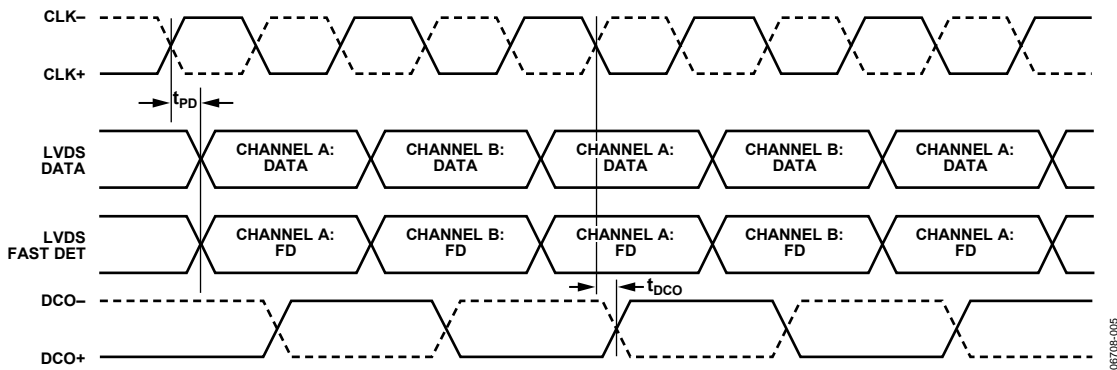 CLK–
CLK+
tPD
LVDS
DATA
CHANNEL A:
DATA
CHANNEL B:
DATA
CHANNEL A:
DATA
CHANNEL B:
DATA
CHANNEL A:
DATA
LVDS
FAST DET
CHANNEL A:
FD
CHANNEL B:
FD
CHANNEL A:
FD
CHANNEL B:
FD
CHANNEL A:
FD
tDCO
DCO–
DCO+
06708-005